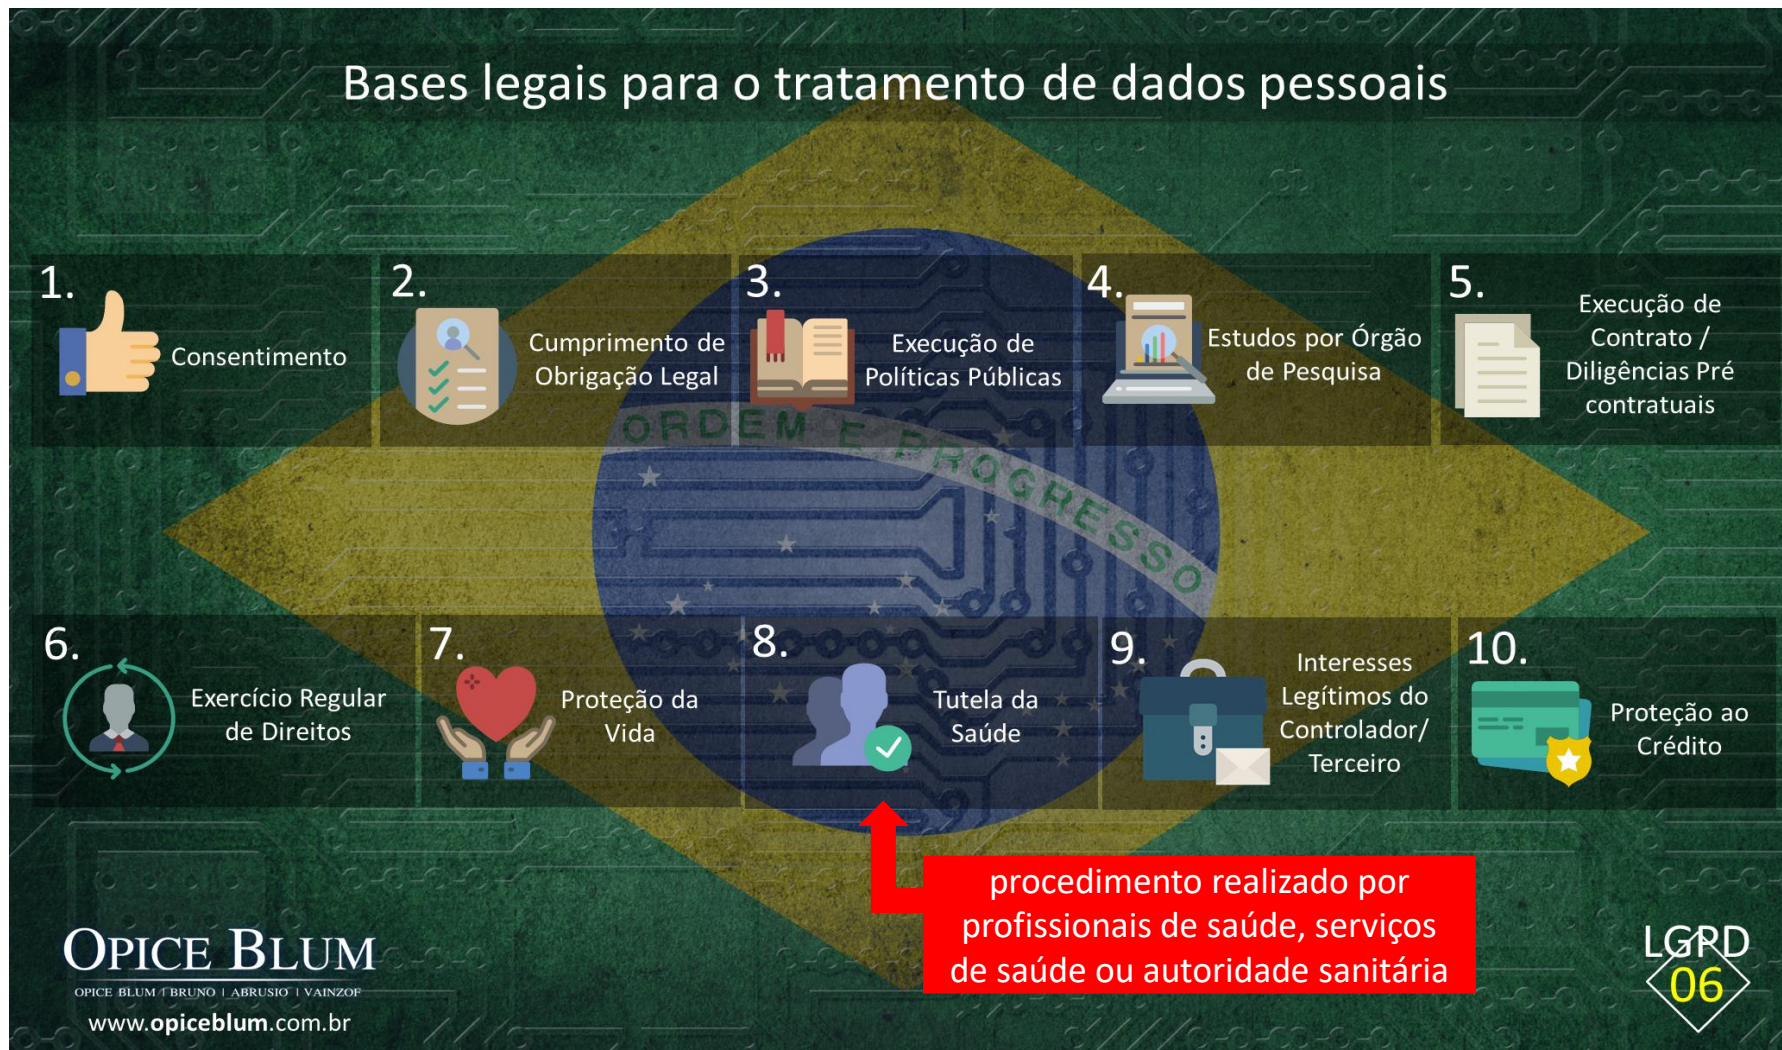 Bases legais para o tratamento de dados pessoais
1.
Consentimento
2.
Cumprimento de
Obrigação Legal
3.
Execução de
Políticas Públicas
4.
Estudos por Órgão
de Pesquisa
5.
Execução de
Contrato /
Diligências Pré
contratuais
ORDEM E PROGRESSO
6.
Exercício Regular
de Direitos
7.
Proteção da
Vida
8.
Tutela da
Saúde
9.
Interesses
Legítimos do
Controlador/
Terceiro
10.
Proteção ao
Crédito
procedimento realizado por
profissionais de saúde, serviços
de saúde ou autoridade sanitária
OPICE BLUM
OPICE BLUM | BRUNO | ABRUSIO | VAINZOF
www.opiceblum.com.br
LGPD
06